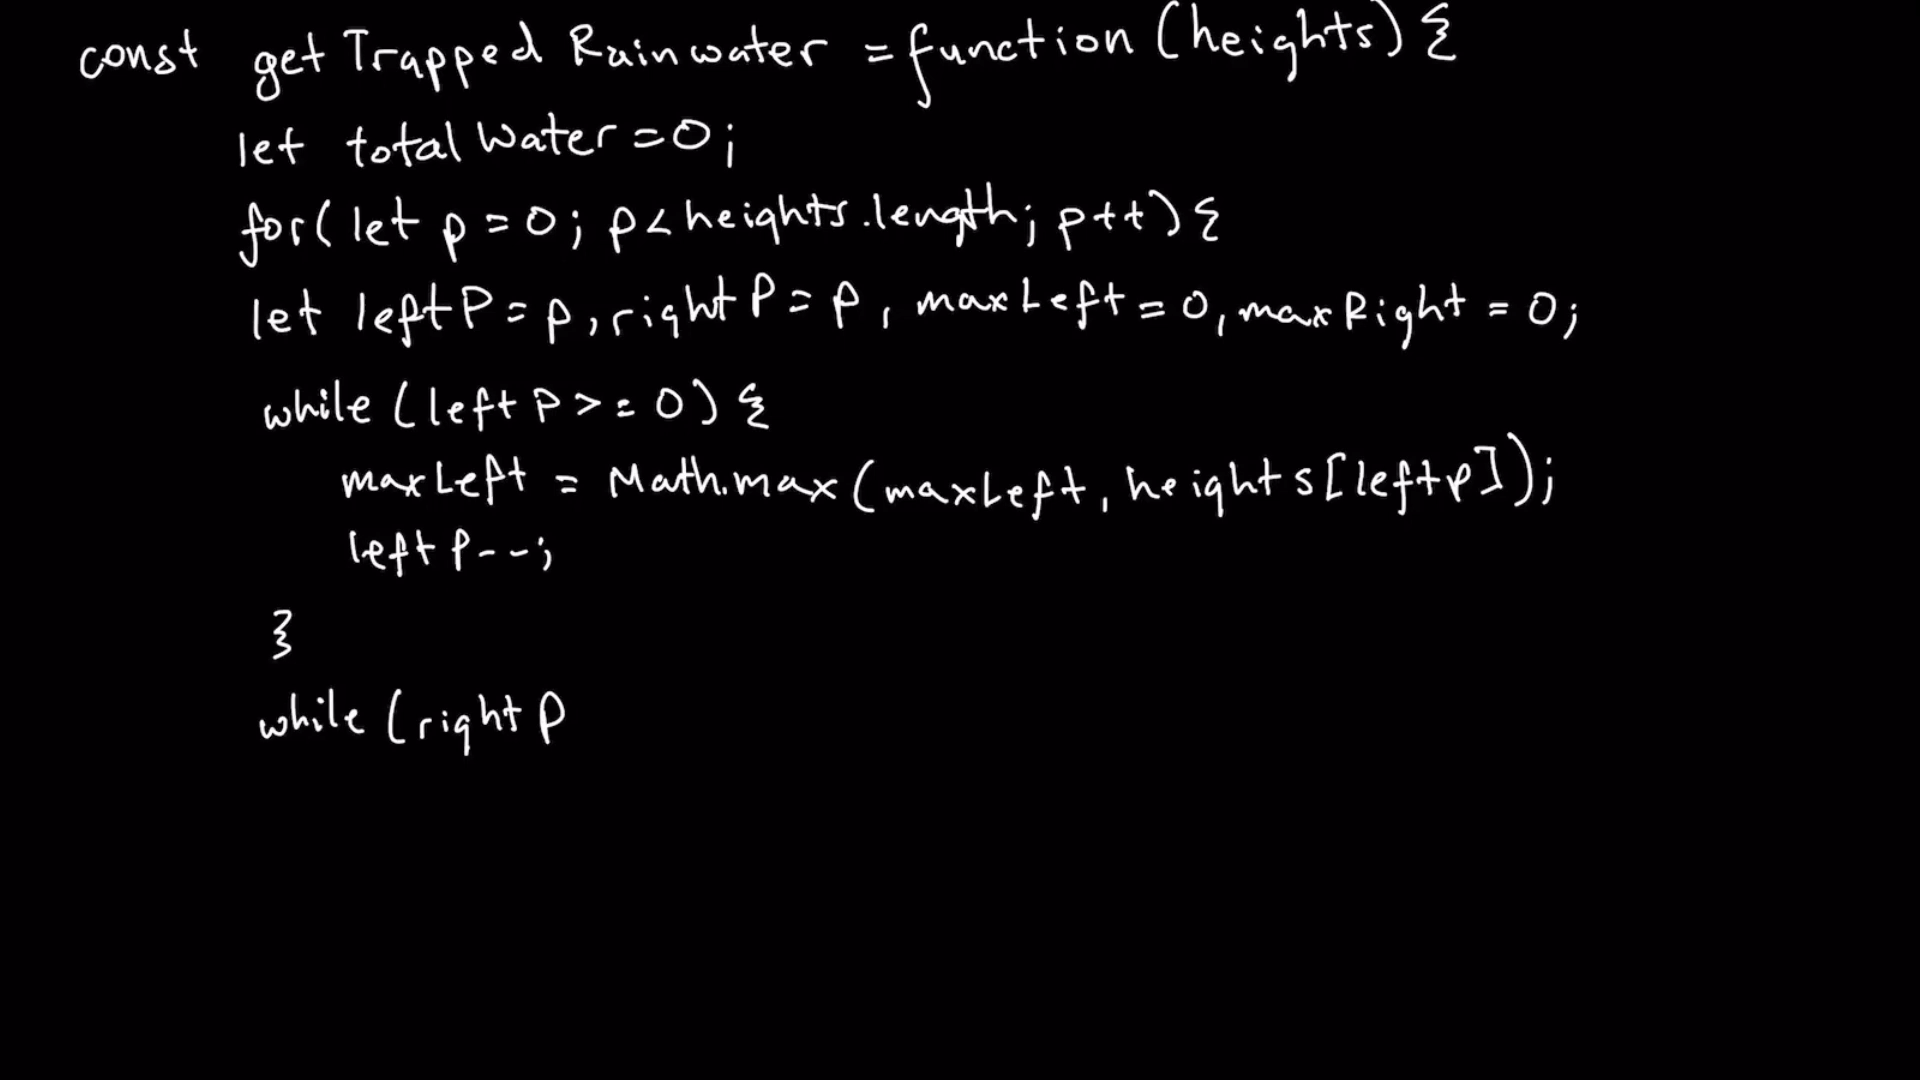 const getTrappedRainwater = function(heights) {
let totalWater = 0;
for(let p = 0; p < heights.length; p++) {
let leftP = p, rightP = p, maxLeft = 0, maxRight = 0;
while (leftP >= 0) {
maxLeft = Math.max(maxLeft, heights[leftP]);
leftP--;
}
while (rightP